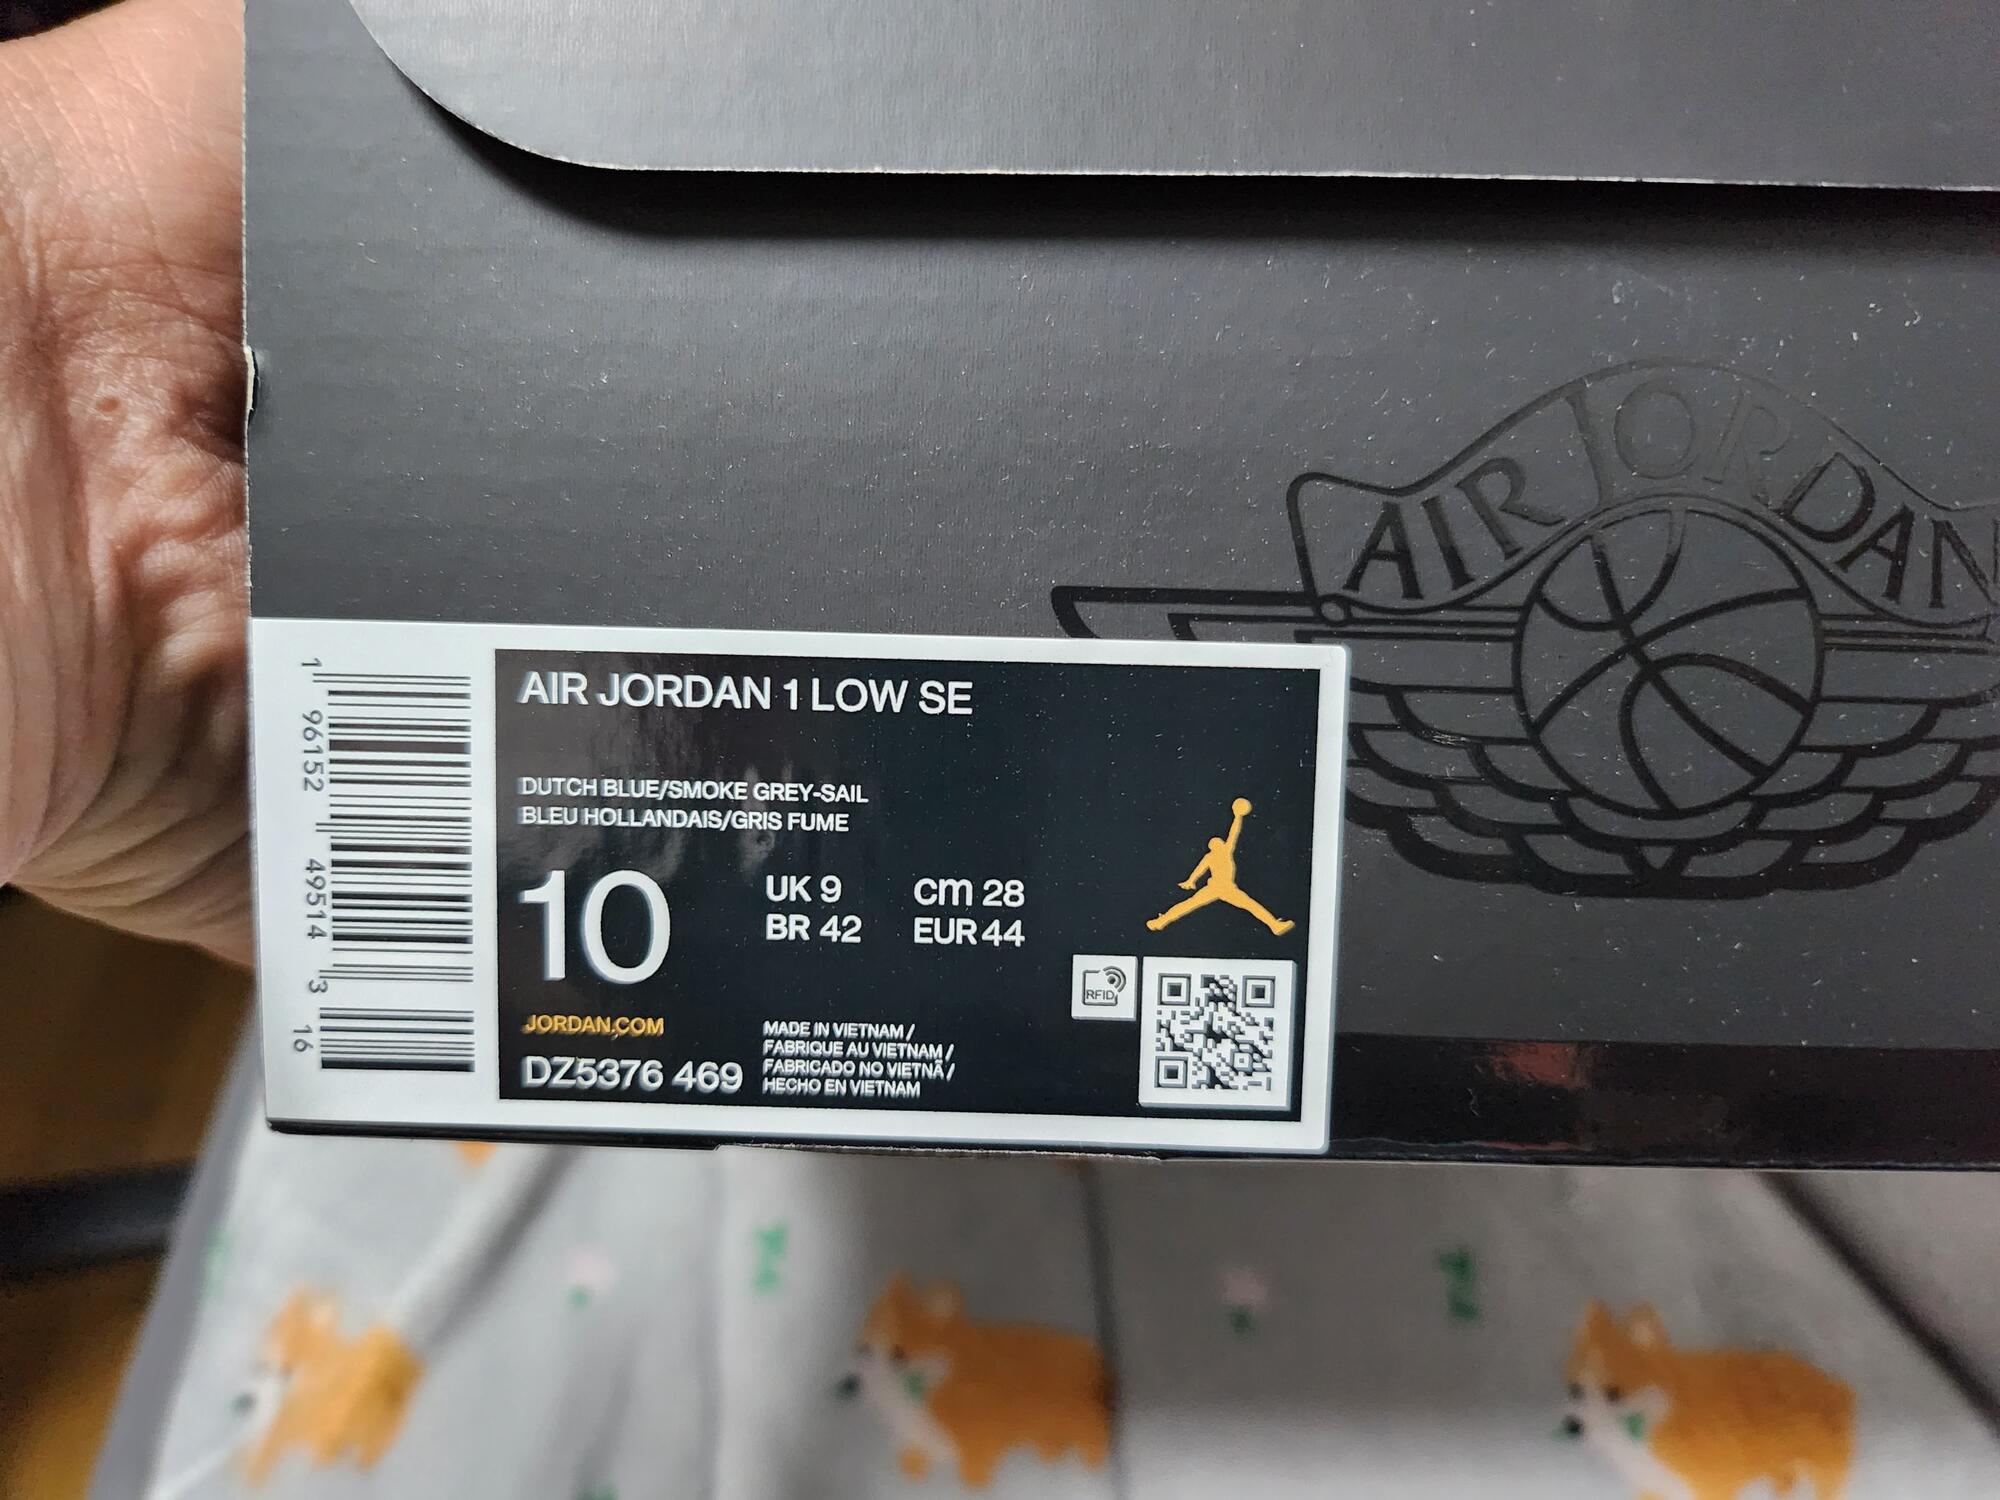 AIR JORDAN
AIR JORDAN 1 LOW SE
DUTCH BLUE/SMOKE GREY-SAIL
BLEU HOLLANDAIS/GRIS FUME
10
UK 9
BR 42
cm 28
EUR 44
JORDAN.COM
DZ5376 469
MADE IN VIETNAM /
FABRIQUE AU VIETNAM /
FABRICADO NO VIETNÃ /
HECHO EN VIETNAM
RFID
1 96152 49514 3 16